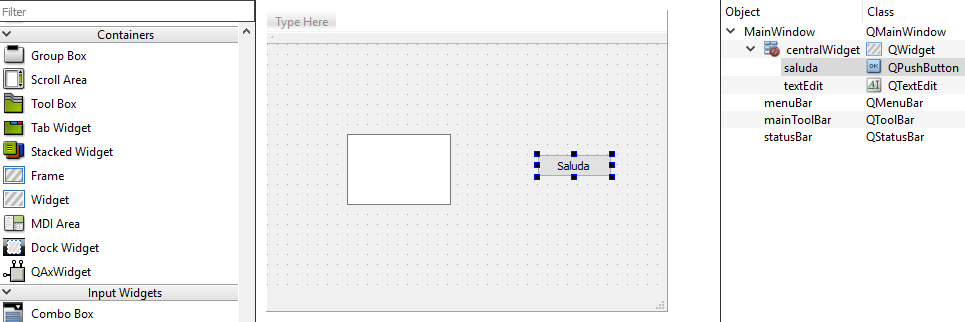 Filter
Containers
Group Box
Scroll Area
Tool Box
Tab Widget
Stacked Widget
Frame
Widget
MDI Area
Dock Widget
QAxWidget
Input Widgets
Combo Box
Type Here
Saluda
Object Class
MainWindow QMainWindow
centralWidget QWidget
saluda OK QPushButton
textEdit AI QTextEdit
menuBar QMenuBar
mainToolBar QToolBar
statusBar QStatusBar